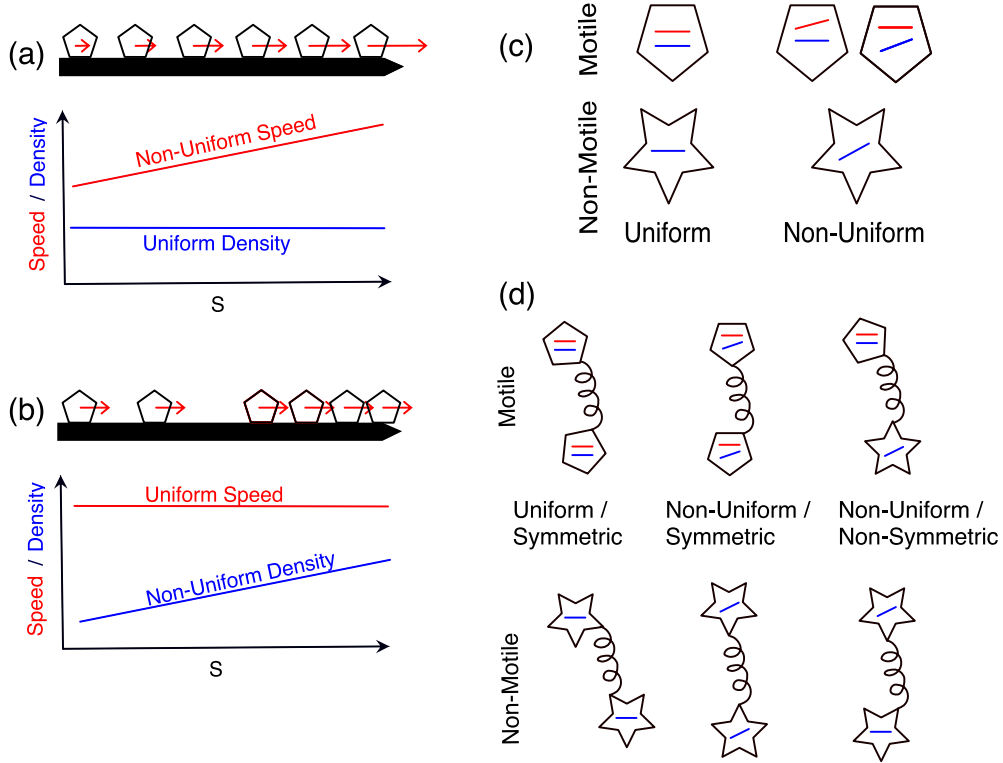 (a)
Speed / Density
Non-Uniform Speed
Uniform Density
S
(b)
Speed / Density
Uniform Speed
Non-Uniform Density
S
(c)
Motile
Non-Motile
Uniform
Non-Uniform
(d)
Motile
Uniform /
Symmetric
Non-Uniform /
Symmetric
Non-Uniform /
Non-Symmetric
Non-Motile